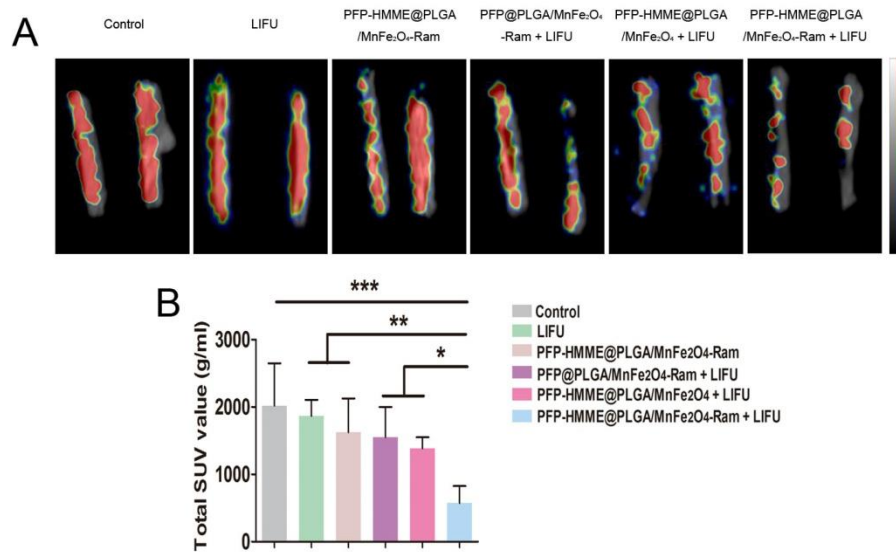 A
Control
LIFU
PFP-HMME@PLGA
/MnFe₂O₄-Ram
PFP@PLGA/MnFe₂O₄
-Ram + LIFU
PFP-HMME@PLGA
/MnFe₂O₄ + LIFU
PFP-HMME@PLGA
/MnFe₂O₄-Ram + LIFU
B
***
**
*
Total SUV value (g/ml)
3000
2000
1000
0
Control
LIFU
PFP-HMME@PLGA/MnFe2O4-Ram
PFP@PLGA/MnFe2O4-Ram + LIFU
PFP-HMME@PLGA/MnFe2O4 + LIFU
PFP-HMME@PLGA/MnFe2O4-Ram + LIFU